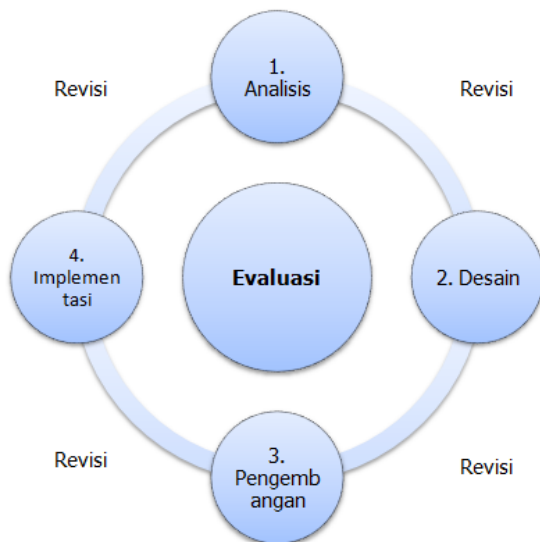 1.
Analisis
Revisi
Revisi
4.
Implemen
tasi
Evaluasi
2. Desain
3.
Pengemb
angan
Revisi
Revisi